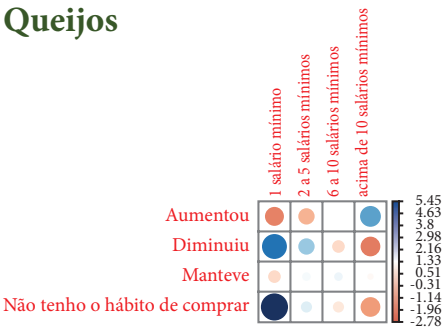 Queijos
1 salário mínimo
2 a 5 salários mínimos
6 a 10 salários mínimos
acima de 10 salários mínimos
Aumentou
Diminuiu
Manteve
Não tenho o hábito de comprar
5.45
4.63
3.8
2.98
2.16
1.33
0.51
-0.31
-1.14
-1.96
-2.78